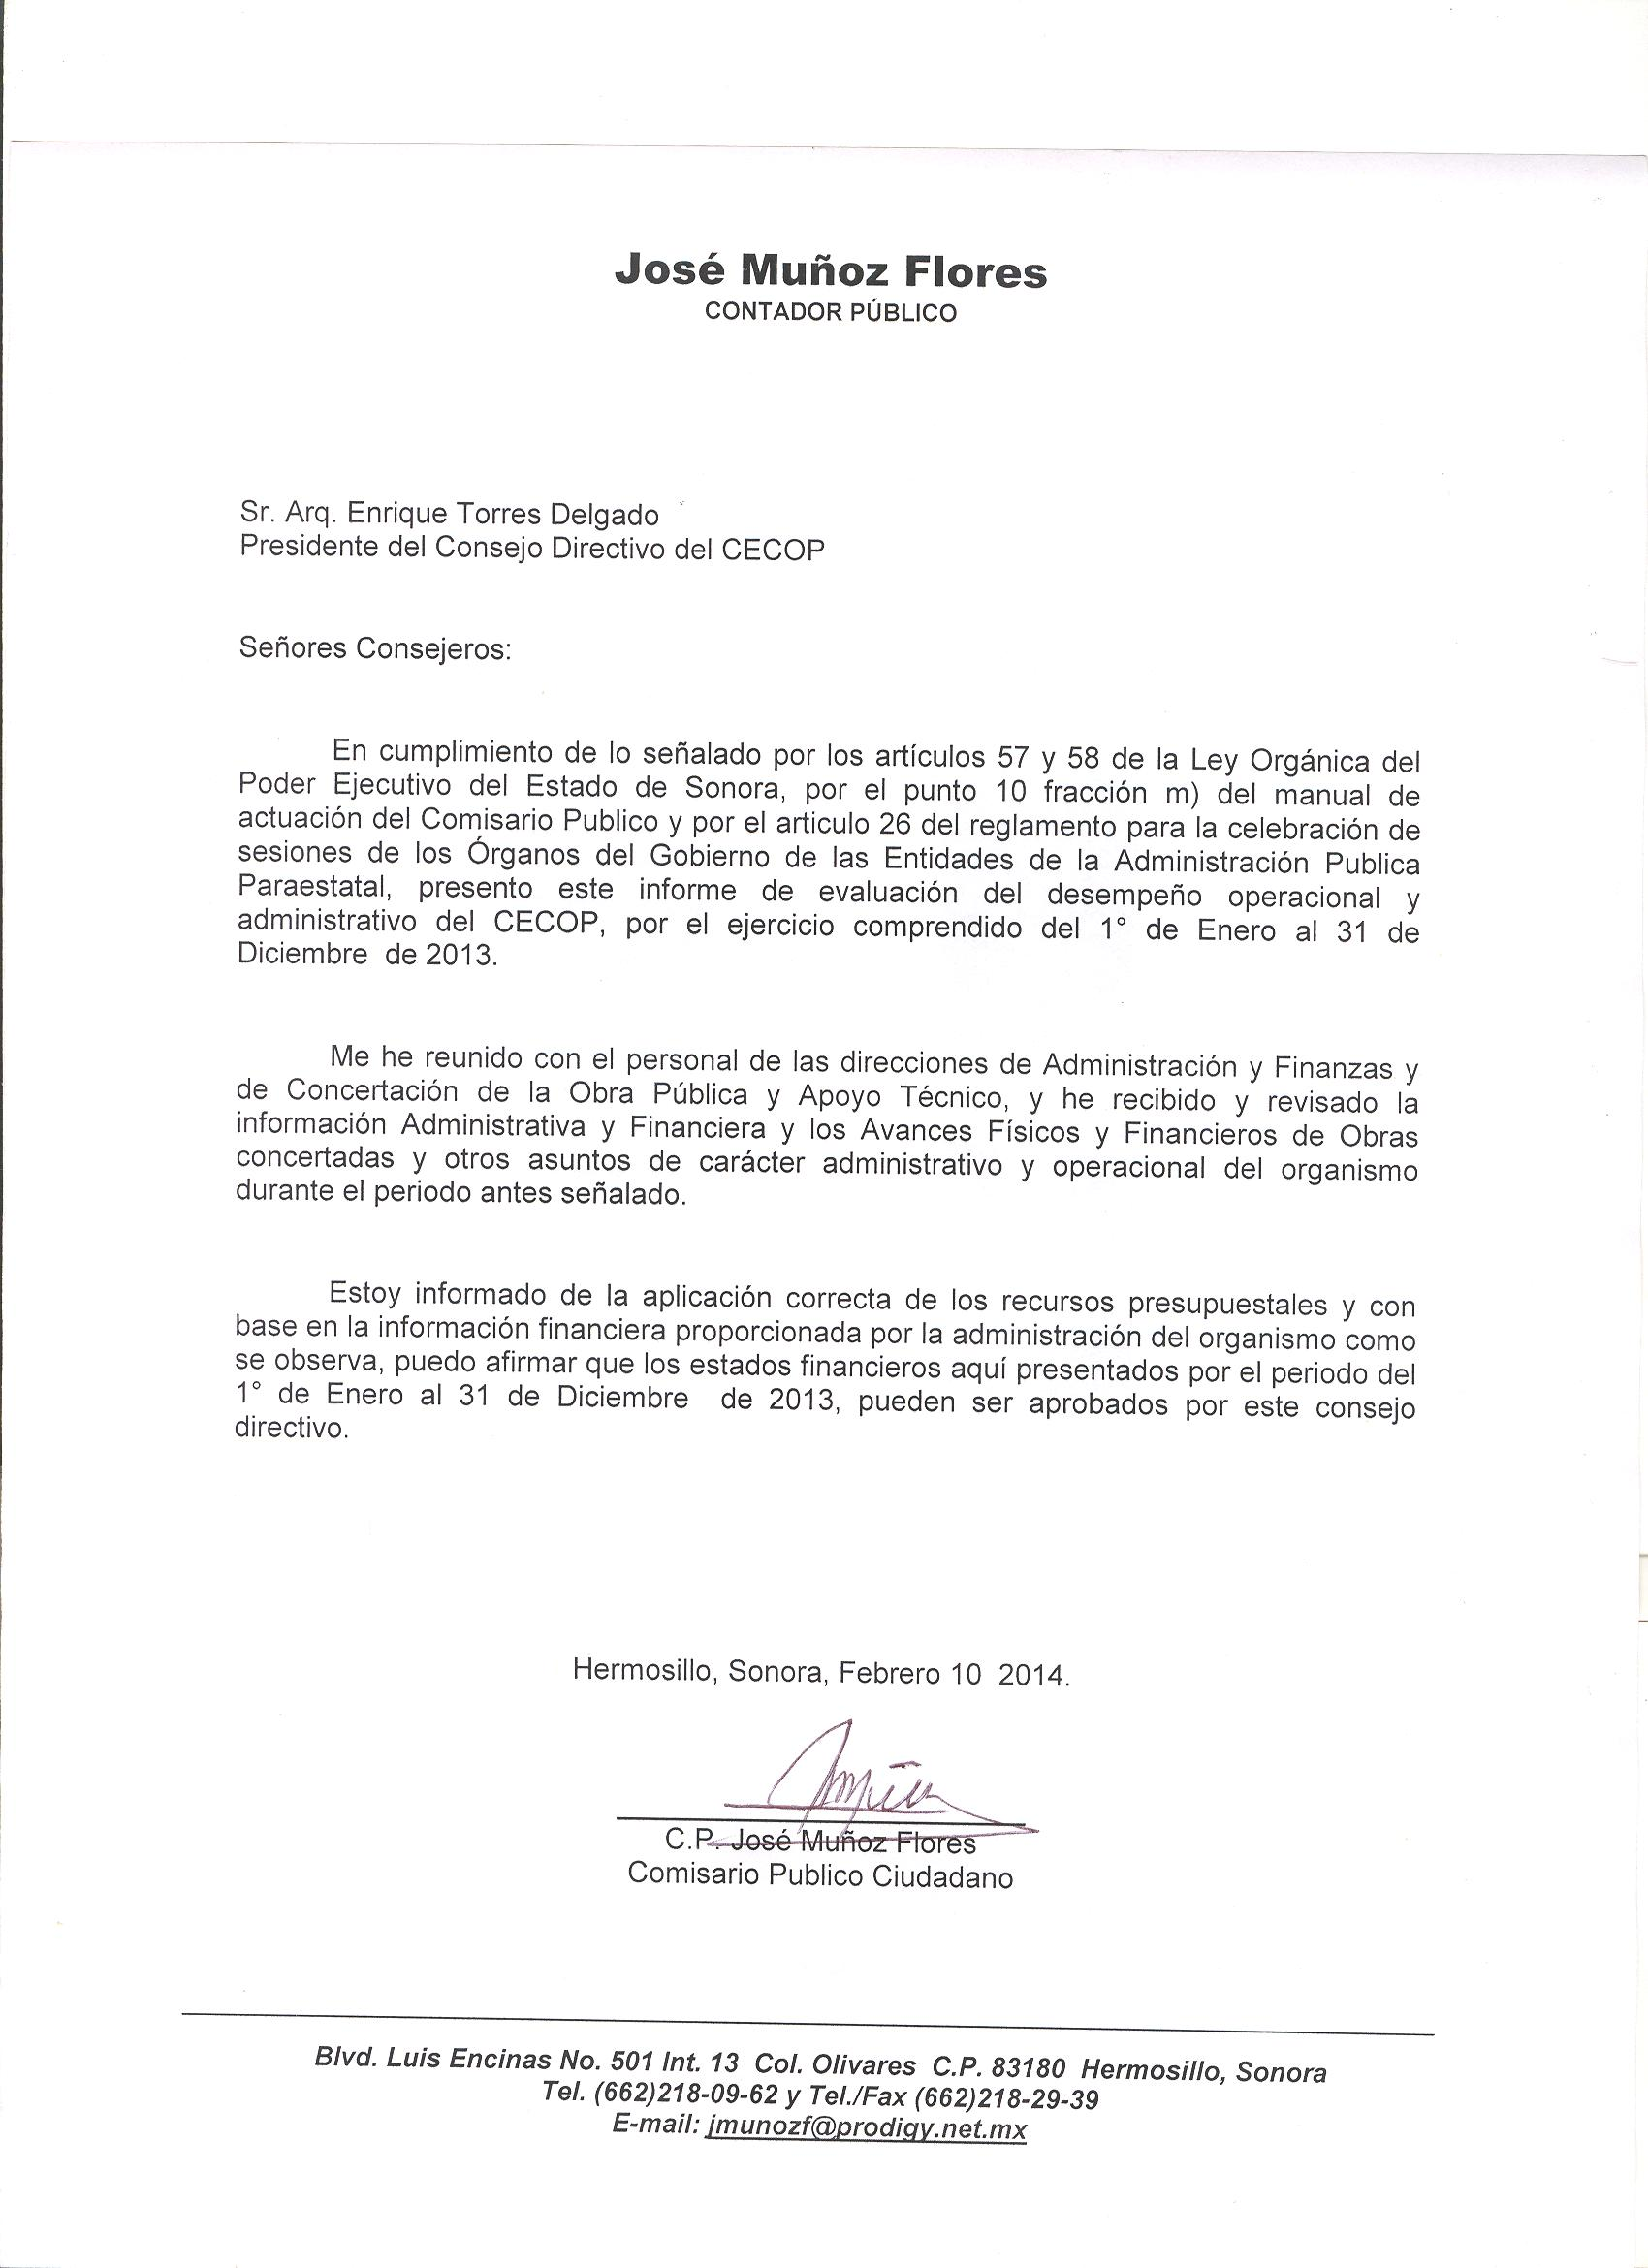 José Muñoz Flores
CONTADOR PÚBLICO
Sr. Arq. Enrique Torres Delgado
Presidente del Consejo Directivo del CECOP
Señores Consejeros:
En cumplimiento de lo señalado por los artículos 57 y 58 de la Ley Orgánica del
Poder Ejecutivo del Estado de Sonora, por el punto 10 fracción m) del manual de
actuación del Comisario Publico y por el articulo 26 del reglamento para la celebración de
sesiones de los Órganos del Gobierno de las Entidades de la Administración Publica
Paraestatal, presento este informe de evaluación del desempeño operacional y
administrativo del CECOP, por el ejercicio comprendido del 1° de Enero al 31 de
Diciembre de 2013.
Me he reunido con el personal de las direcciones de Administración y Finanzas y
de Concertación de la Obra Pública y Apoyo Técnico, y he recibido y revisado la
información Administrativa y Financiera y los Avances Físicos y Financieros de Obras
concertadas y otros asuntos de carácter administrativo y operacional del organismo
durante el periodo antes señalado.
Estoy informado de la aplicación correcta de los recursos presupuestales y con
base en la información financiera proporcionada por la administración del organismo como
se observa, puedo afirmar que los estados financieros aquí presentados por el periodo del
1° de Enero al 31 de Diciembre de 2013, pueden ser aprobados por este consejo
directivo.
Hermosillo, Sonora, Febrero 10 2014.
C.P. José Muñoz Flores
Comisario Publico Ciudadano
Blvd. Luis Encinas No. 501 Int. 13 Col. Olivares C.P. 83180 Hermosillo, Sonora
Tel. (662)218-09-62 y Tel./Fax (662)218-29-39
E-mail: jmunozf@prodigy.net.mx